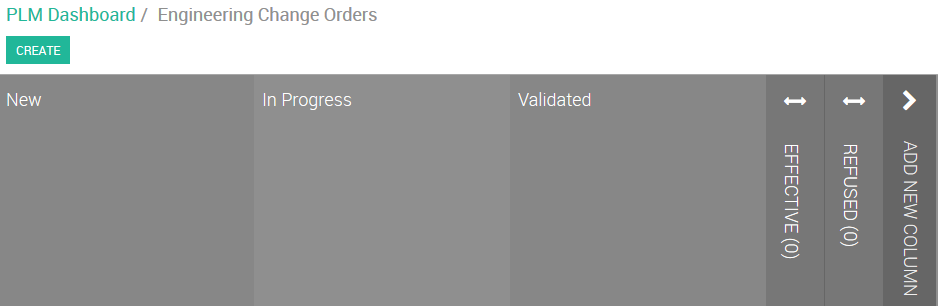 PLM Dashboard / Engineering Change Orders
CREATE
New
In Progress
Validated
EFFECTIVE (0)
REFUSED (0)
ADD NEW COLUMN